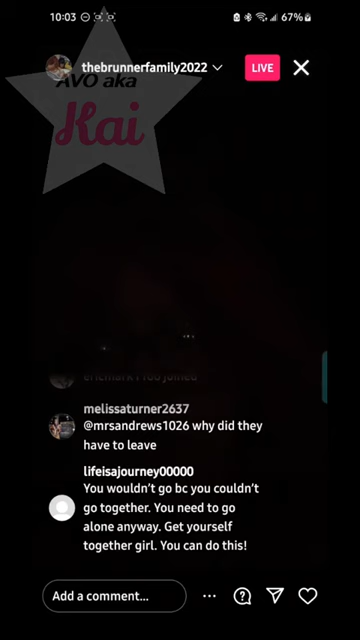 10:03
67%
thebrunnerfamily2022
LIVE
AVO aka
Kai
joined
melissaturner2637
@mrsandrews1026 why did they
have to leave
lifeisajourney00000
You wouldn't go bc you couldn't
go together. You need to go
alone anyway. Get yourself
together girl. You can do this!
Add a comment...